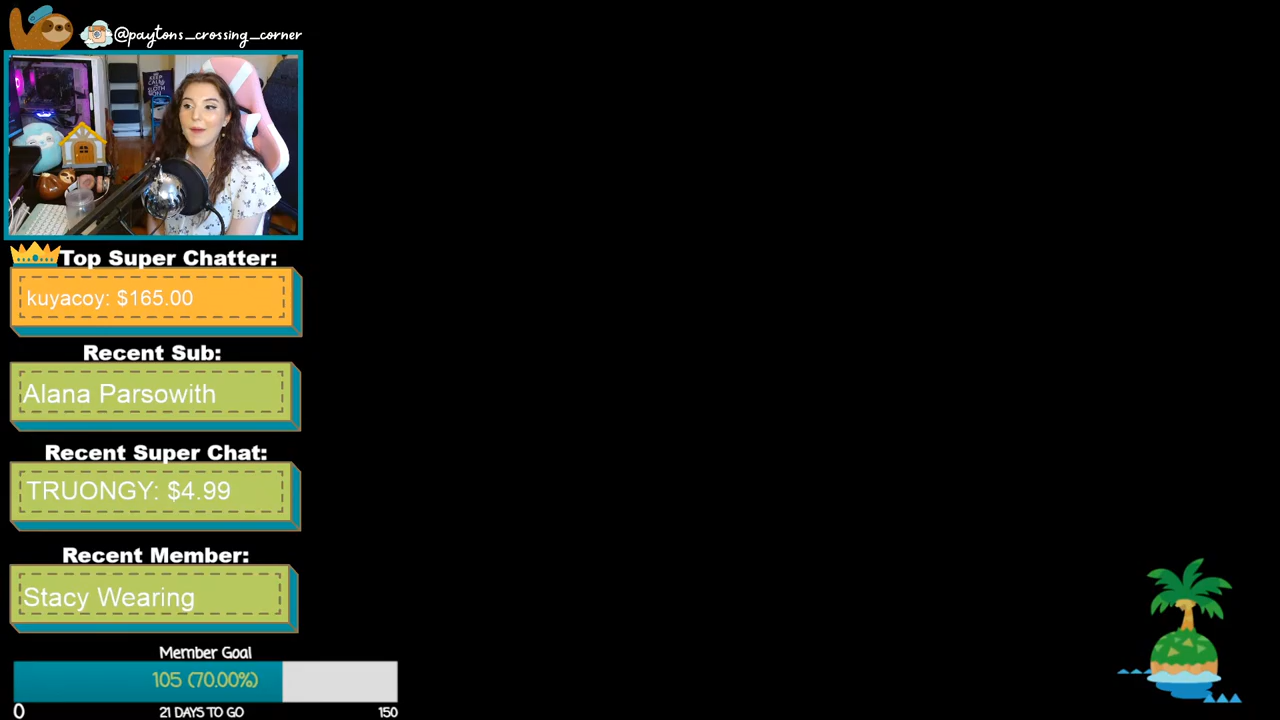 @paytons_crossing_corner
Top Super Chatter:
kuyacoy: $165.00
Recent Sub:
Alana Parsowith
Recent Super Chat:
TRUONGY: $4.99
Recent Member:
Stacy Wearing
Member Goal
105 (70.00%)
0 21 DAYS TO GO 150